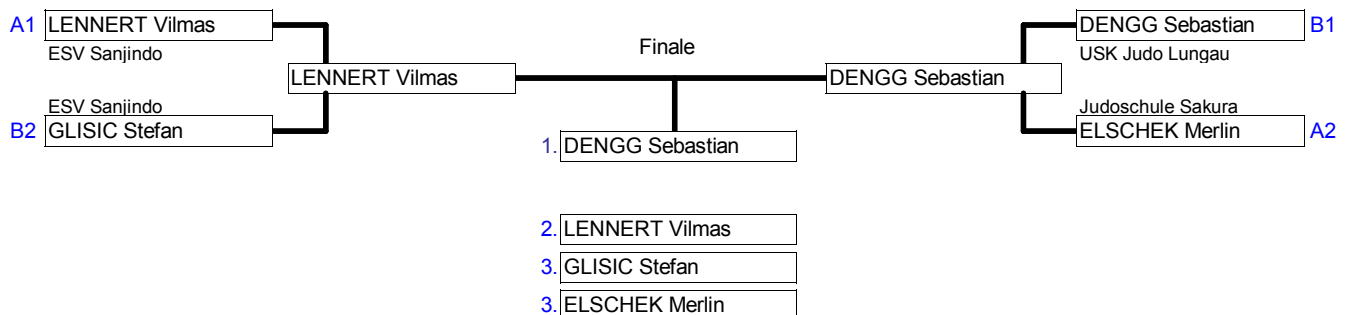 A1 LENNERT Vilmas
ESV Sanjindo
ESV Sanjindo
B2 GLISIC Stefan
LENNERT Vilmas
Finale
DENGG Sebastian
DENGG Sebastian B1
USK Judo Lungau
Judoschule Sakura
ELSCHEK Merlin A2
1. DENGG Sebastian
2. LENNERT Vilmas
3. GLISIC Stefan
3. ELSCHEK Merlin